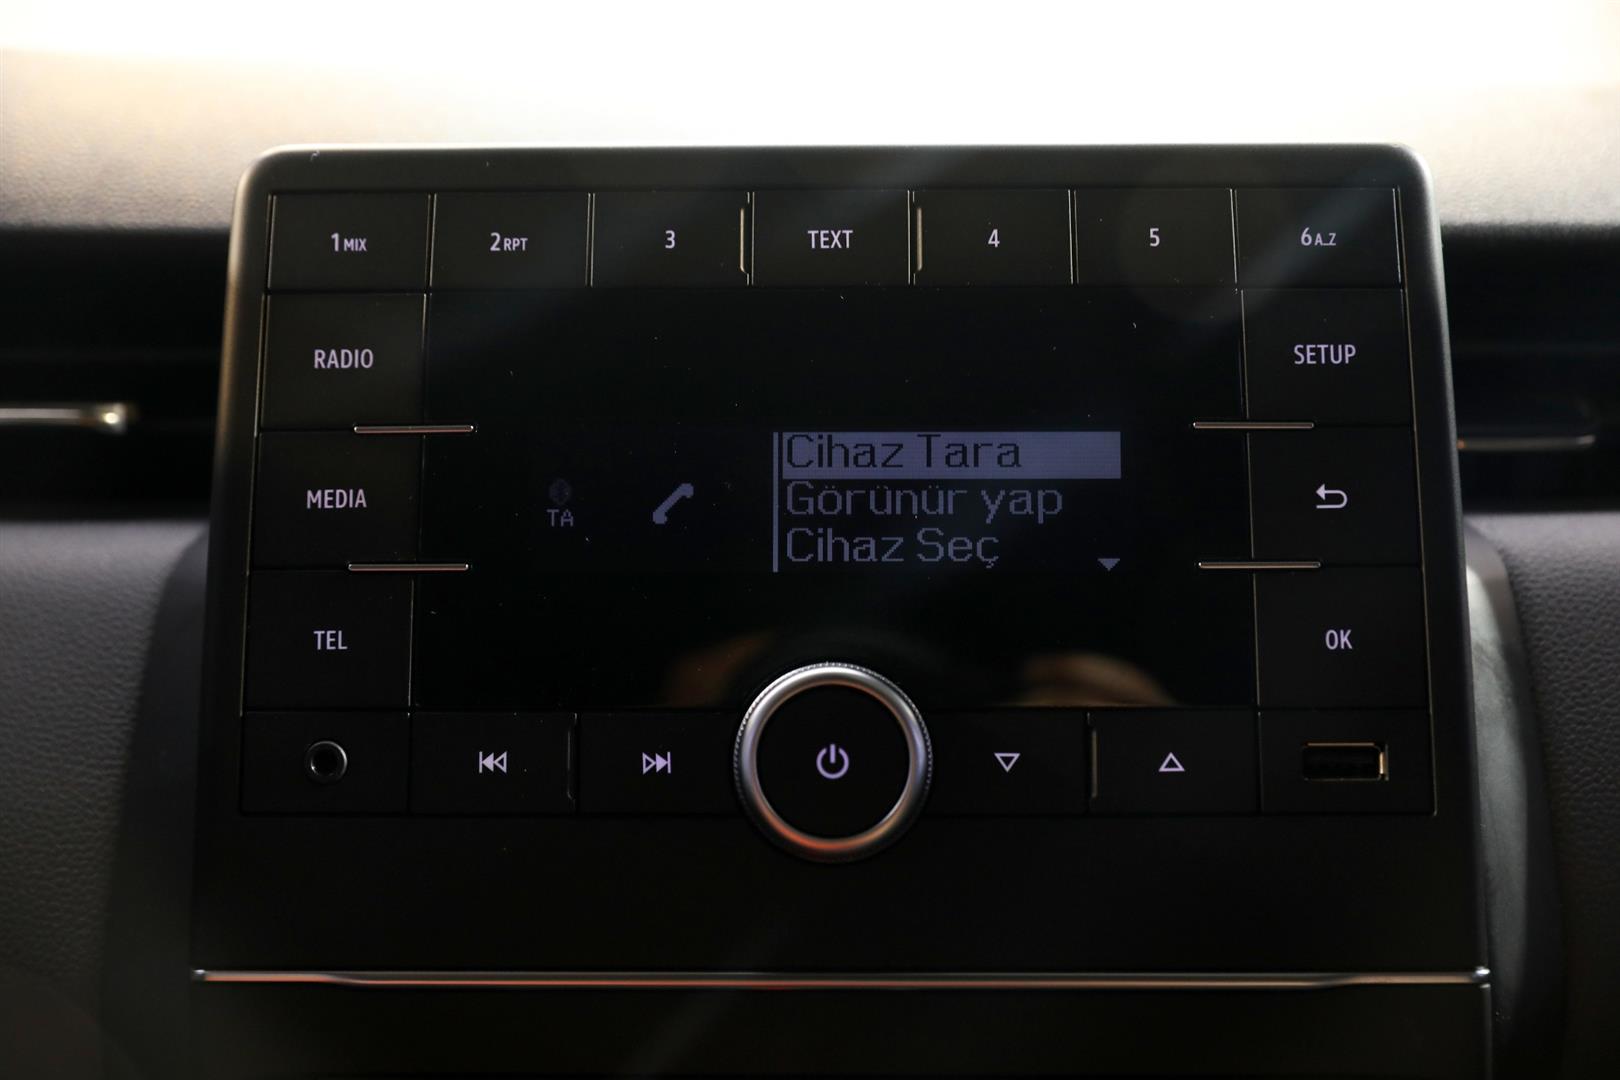 1 MIX
2 RPT
3
TEXT
4
5
6 A..Z
RADIO
SETUP
Cihaz Tara
MEDIA
TA
Görünür yap
Cihaz Seç
TEL
OK